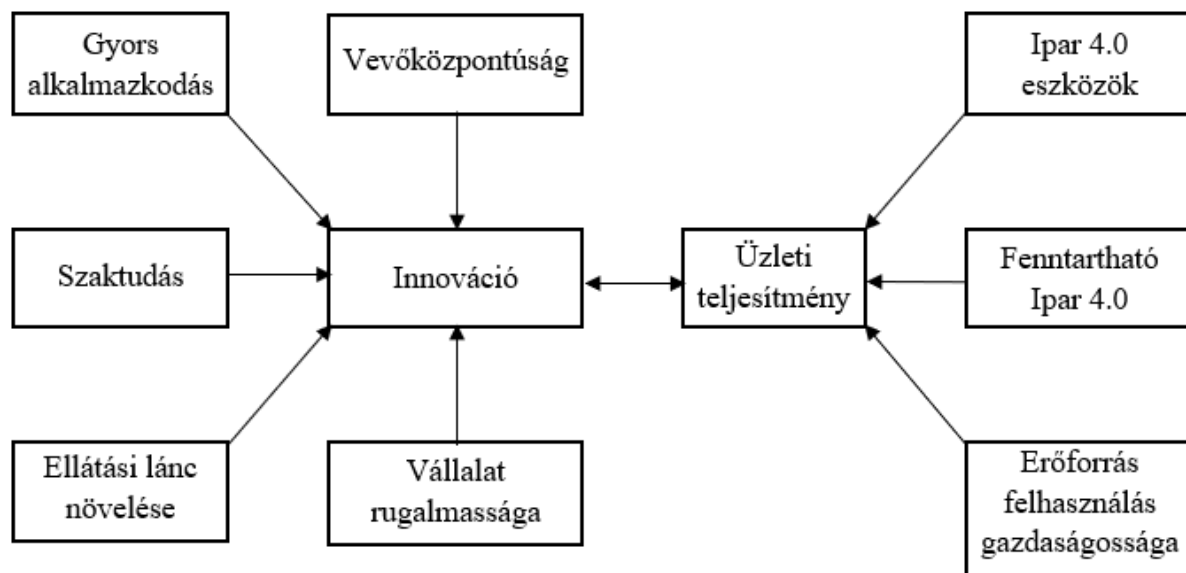 Gyors
alkalmazkodás
Vevőközpontúság
Ipar 4.0
eszközök
Szaktudás
Innováció
Üzleti
teljesítmény
Fenntartható
Ipar 4.0
Ellátási lánc
növelése
Vállalat
rugalmassága
Erőforrás
felhasználás
gazdaságossága